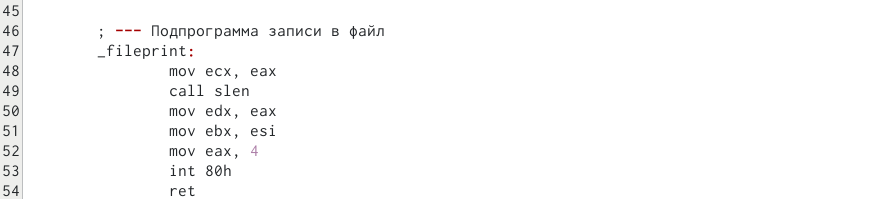 45
46 ; --- Подпрограмма записи в файл
47 _fileprint:
48 mov ecx, eax
49 call slen
50 mov edx, eax
51 mov ebx, esi
52 mov eax, 4
53 int 80h
54 ret